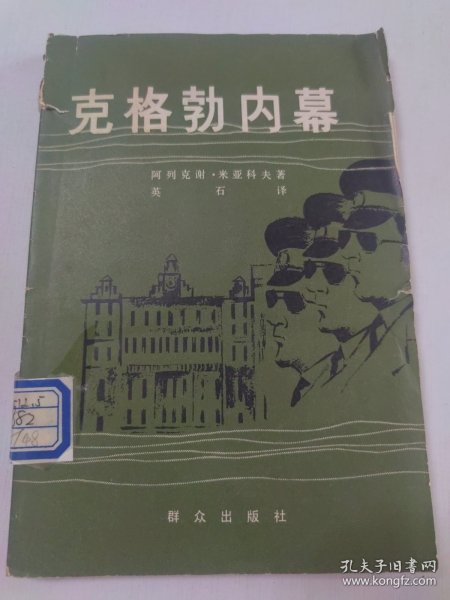 克格勃内幕
阿列克谢·米亚科夫著
英石译
82
群众出版社
孔夫子旧书网
www.kongfz.com